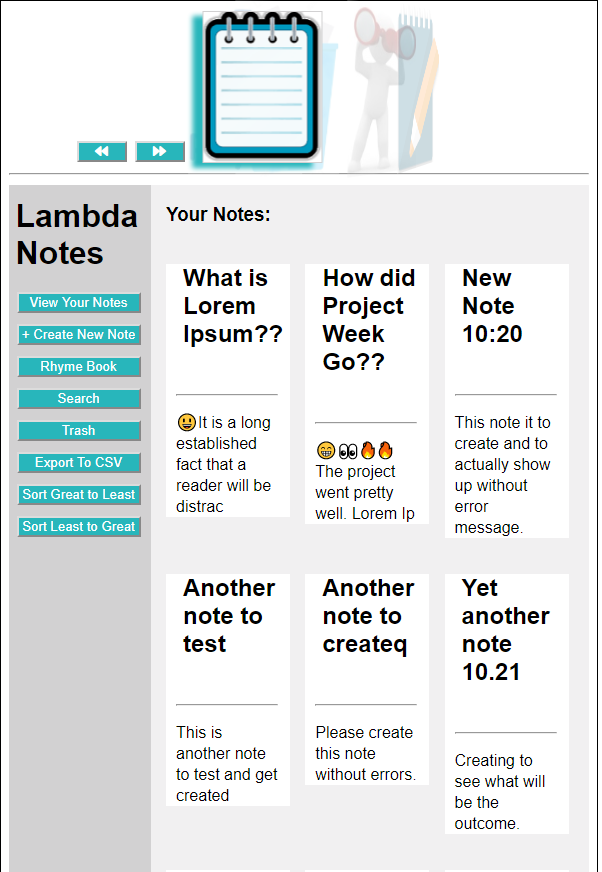 Lambda
Notes
View Your Notes
+ Create New Note
Rhyme Book
Search
Trash
Export To CSV
Sort Great to Least
Sort Least to Great
Your Notes:
What is
Lorem
Ipsum??
😃It is a long
established
fact that a
reader will be
distrac
How did
Project
Week
Go??
😁👀🔥🔥
The project
went pretty
well. Lorem Ip
New
Note
10:20
This note it to
create and to
actually show
up without
error
message.
Another
note to
test
This is
another note
to test and get
created
Another
note to
createq
Please create
this note
without errors.
Yet
another
note
10.21
Creating to
see what will
be the
outcome.